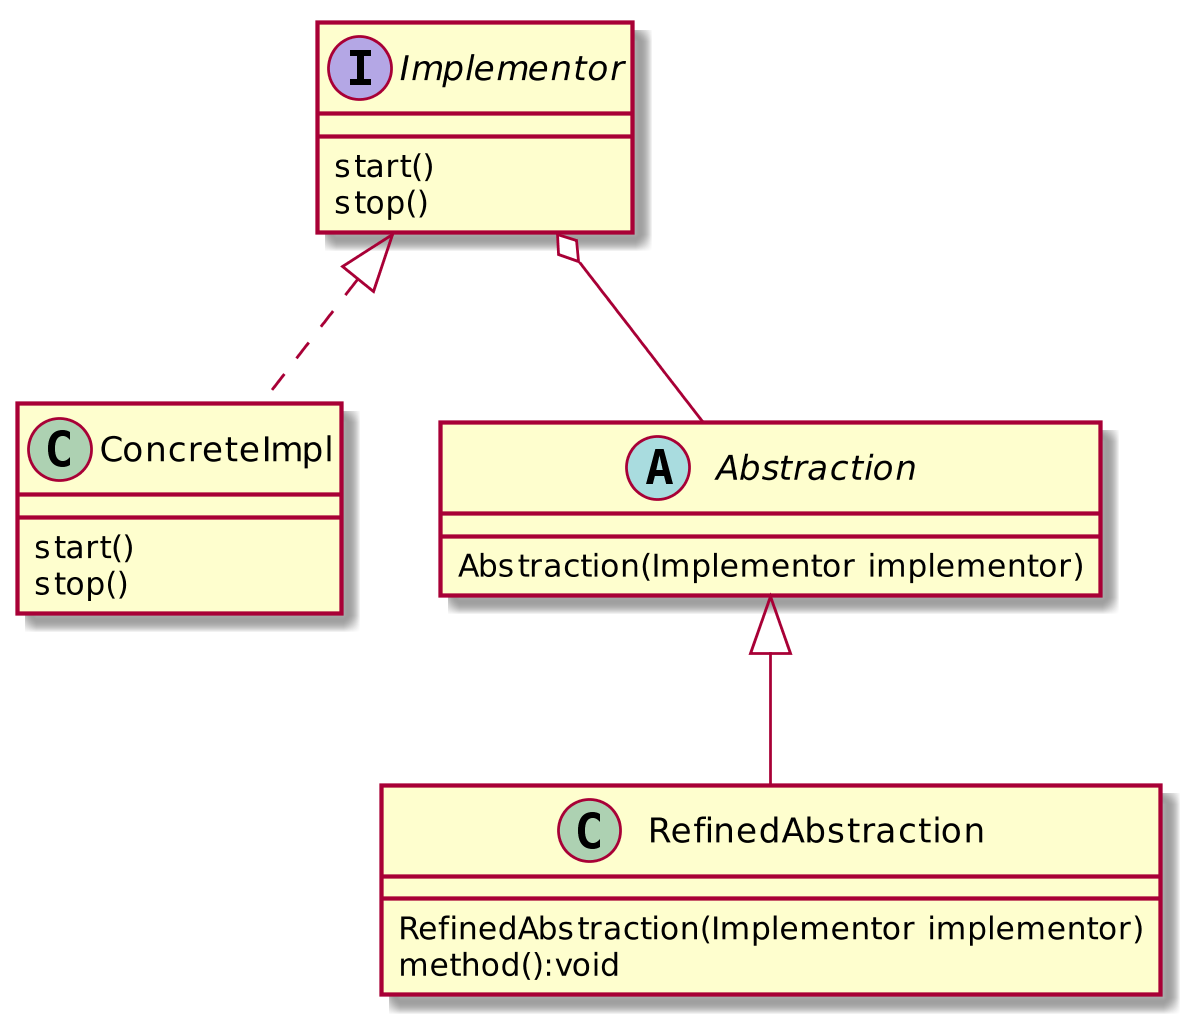 I Implementor
start()
stop()
C ConcreteImpl
start()
stop()
A Abstraction
Abstraction(Implementor implementor)
C RefinedAbstraction
RefinedAbstraction(Implementor implementor)
method():void